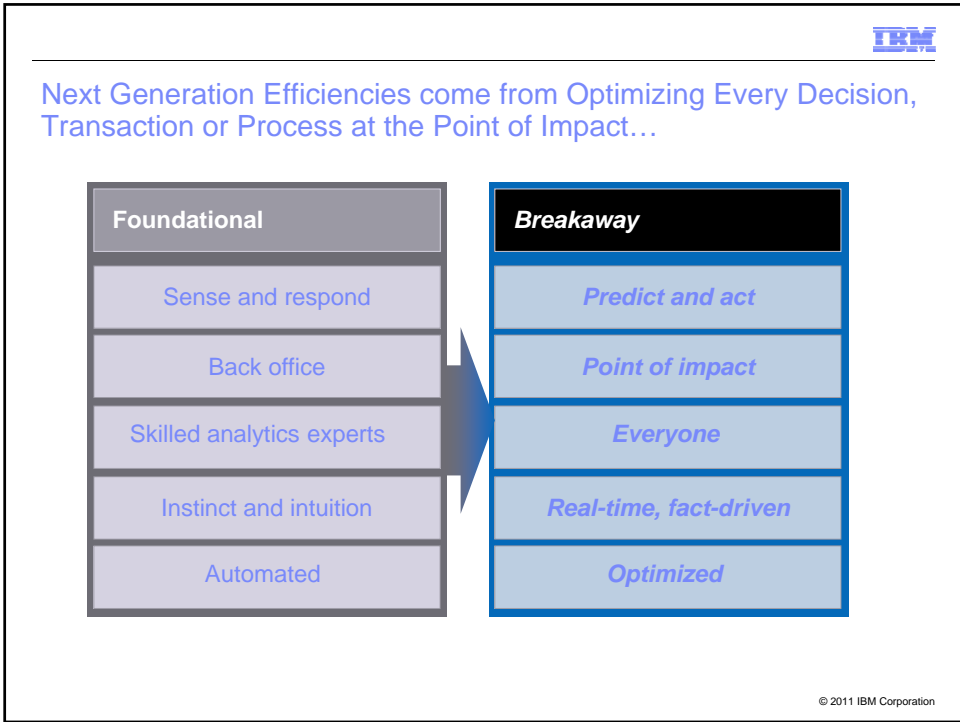 IBM
Next Generation Efficiencies come from Optimizing Every Decision,
Transaction or Process at the Point of Impact…
Foundational
Sense and respond
Back office
Skilled analytics experts
Instinct and intuition
Automated
Breakaway
Predict and act
Point of impact
Everyone
Real-time, fact-driven
Optimized
© 2011 IBM Corporation